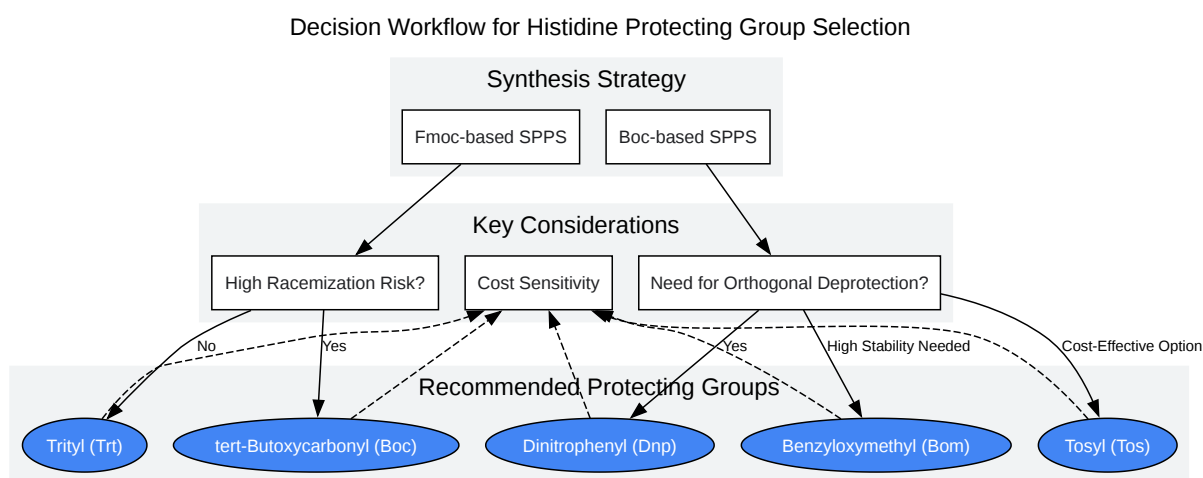 Decision Workflow for Histidine Protecting Group Selection
Synthesis Strategy
Fmoc-based SPPS
Boc-based SPPS
Key Considerations
High Racemization Risk?
Cost Sensitivity
Need for Orthogonal Deprotection?
No
Yes
Yes
High Stability Needed
Cost-Effective Option
Recommended Protecting Groups
Trityl (Trt)
tert-Butoxycarbonyl (Boc)
Dinitrophenyl (Dnp)
Benzyloxymethyl (Bom)
Tosyl (Tos)